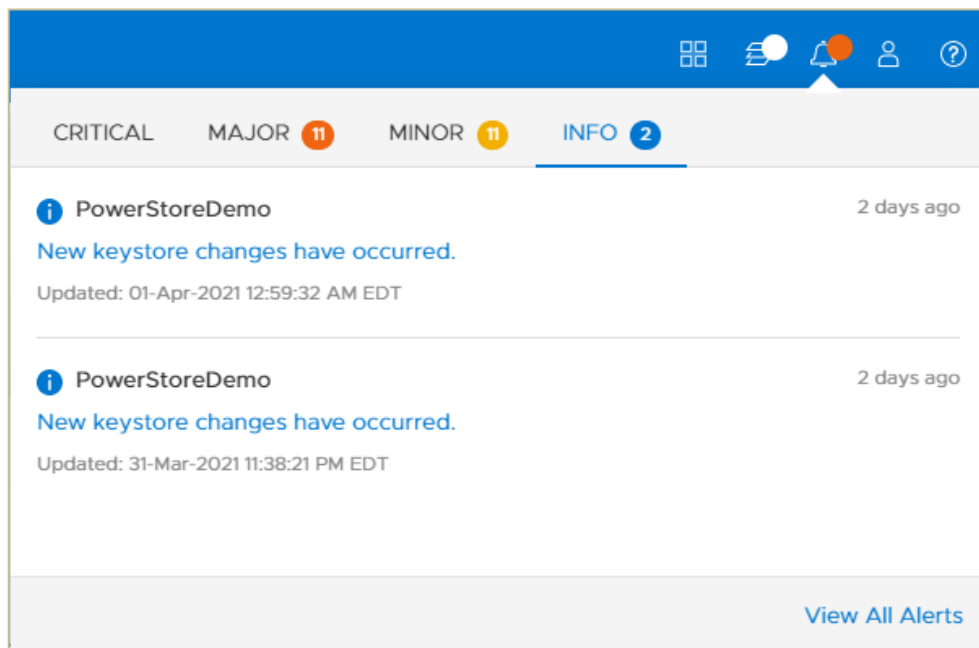 CRITICAL MAJOR 11 MINOR 11 INFO 2
PowerStoreDemo 2 days ago
New keystore changes have occurred.
Updated: 01-Apr-2021 12:59:32 AM EDT
PowerStoreDemo 2 days ago
New keystore changes have occurred.
Updated: 31-Mar-2021 11:38:21 PM EDT
View All Alerts